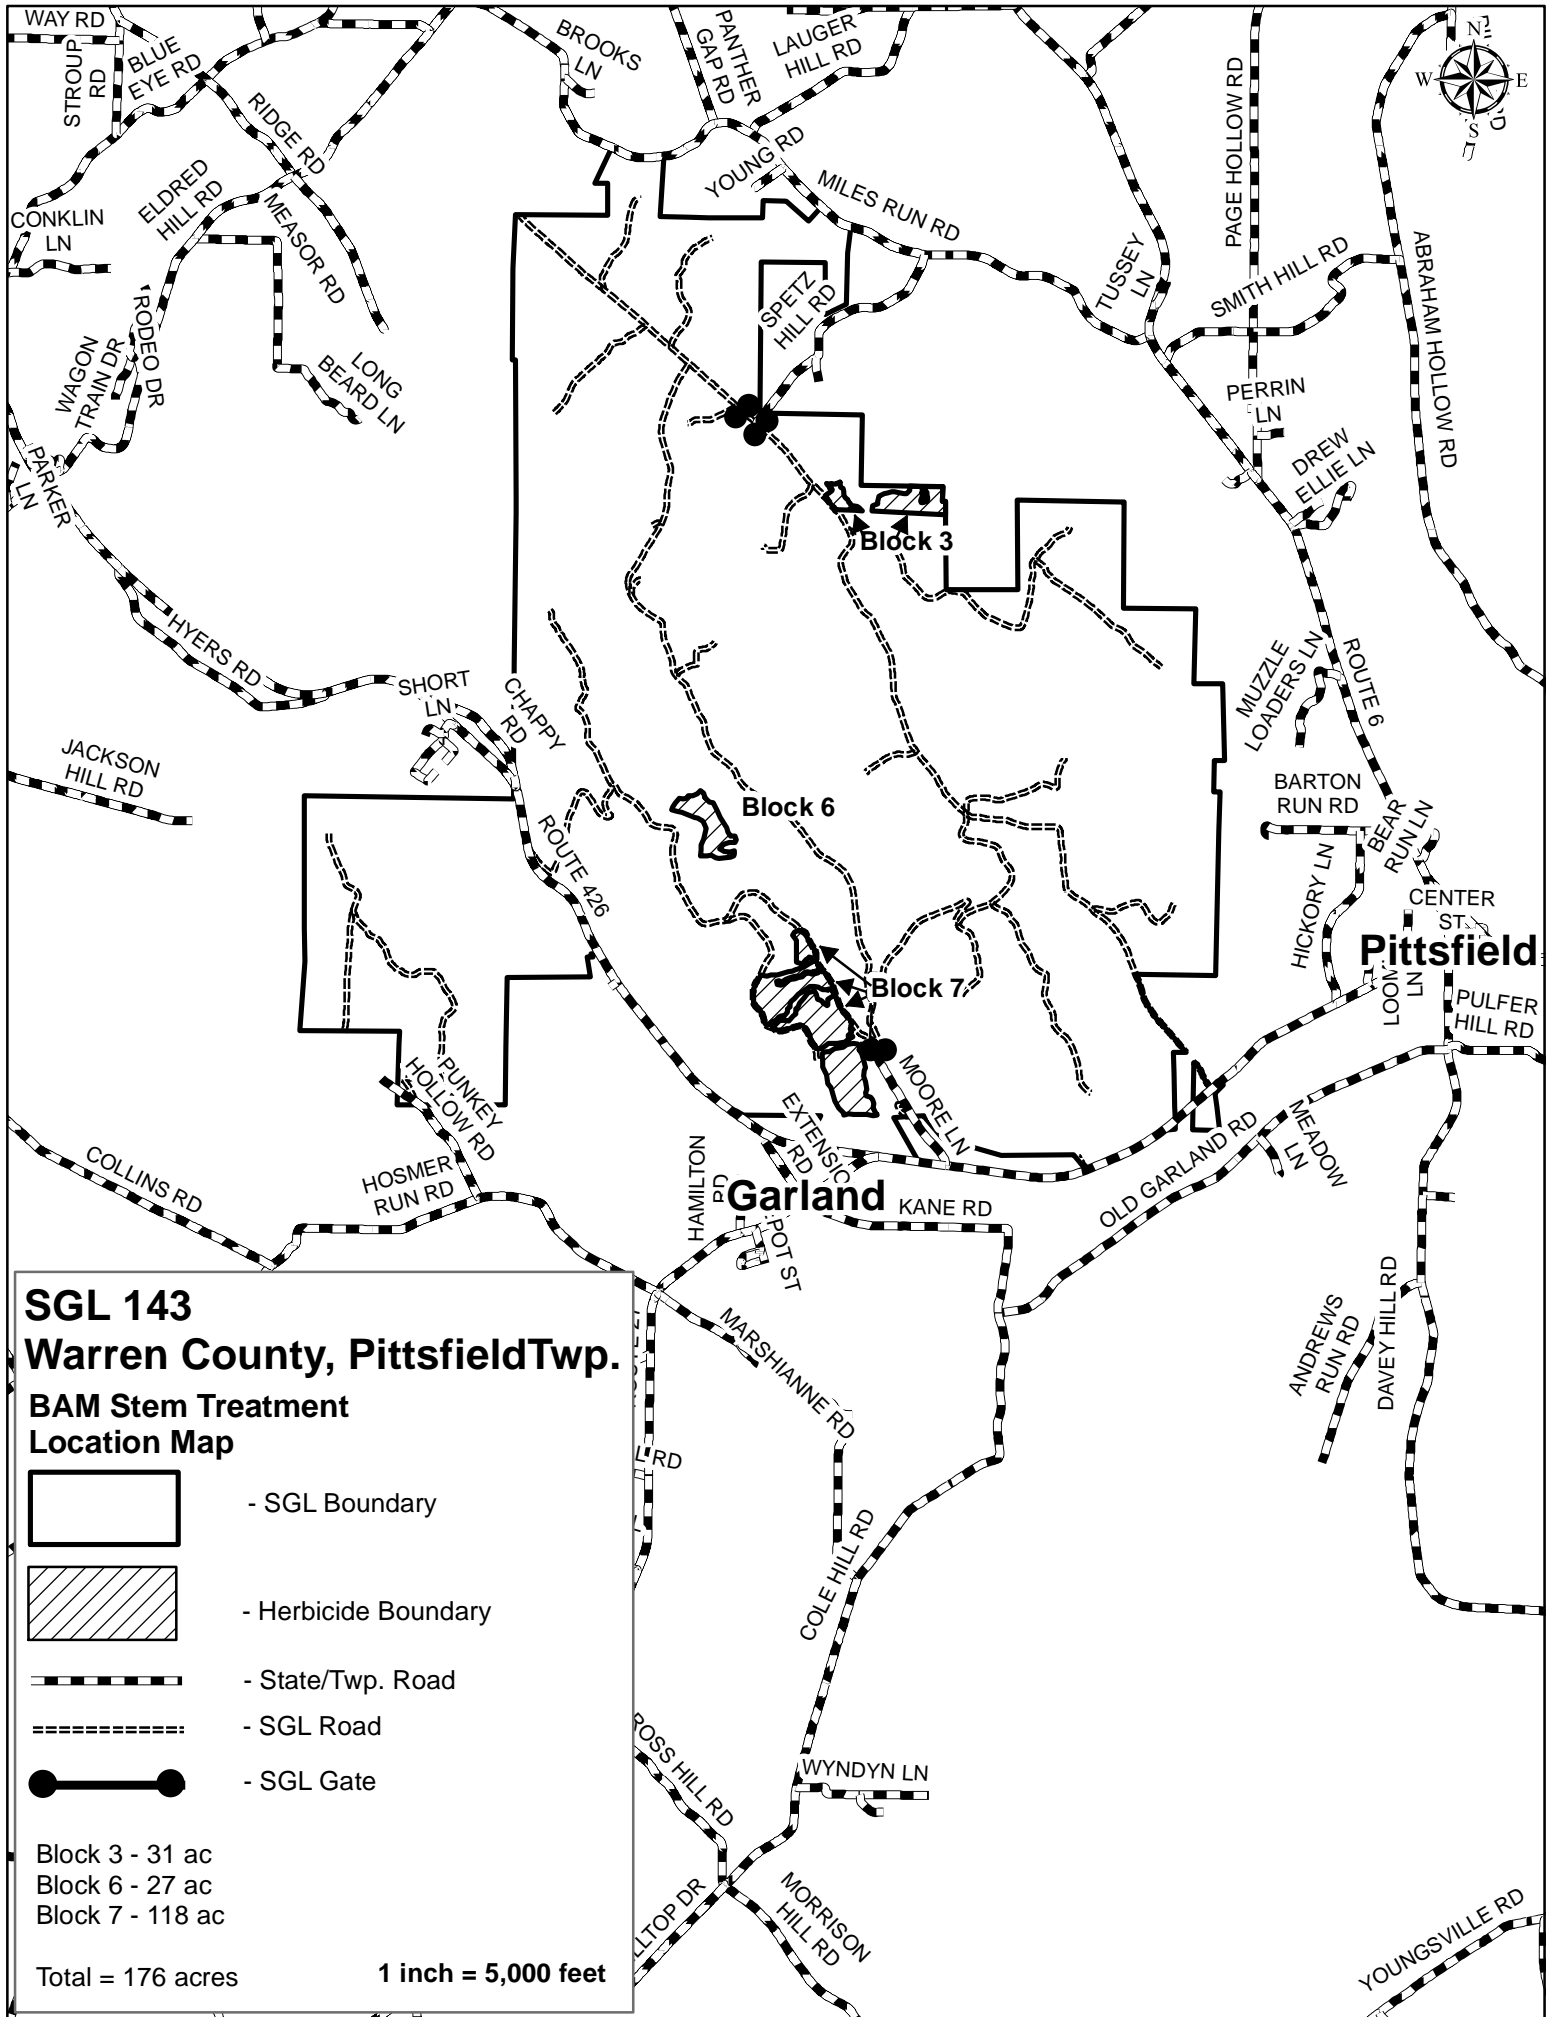 WAY RD
STROUP
RD
BLUE
EYE RD
BROOKS
LN
PANTHER
GAP RD
LAUGER
HILL RD
N
W
E
S
RIDGE RD
ELDRED
HILL RD
YOUNG RD
MILES RUN RD
PAGE HOLLOW RD
CONKLIN
LN
MEASOR RD
TUSSEY
LN
SMITH HILL RD
ABRAHAM HOLLOW RD
SPETZ
HILL RD
RODEO DR
WAGON
TRAIN DR
LONG
BEARD LN
PERRIN
LN
DREW
ELLIE LN
PARKER
LN
Block 3
HYERS RD
SHORT
LN
CHAPPY
RD
MUZZLE
LOADERS LN
ROUTE 6
JACKSON
HILL RD
Block 6
ROUTE 426
BARTON
RUN RD
BEAR
RUN LN
HICKORY LN
CENTER
ST
Pittsfield
LOOM
LN
PULFER
HILL RD
Block 7
PUNKEY
HOLLOW RD
MOORE LN
EXTENSIO
RD
MEADOW
LN
COLLINS RD
HOSMER
RUN RD
HAMILTON
RD
Garland
KANE RD
OLD GARLAND RD
POT ST
MARSHIANNE RD
ANDREWS
RUN RD
DAVEY HILL RD
L RD
COLE HILL RD
ROSS HILL RD
WYNDYN LN
LLTOP DR
MORRISON
HILL RD
YOUNGSVILLE RD
SGL 143
Warren County, PittsfieldTwp.
BAM Stem Treatment
Location Map
- SGL Boundary
- Herbicide Boundary
- State/Twp. Road
- SGL Road
- SGL Gate
Block 3 - 31 ac
Block 6 - 27 ac
Block 7 - 118 ac
Total = 176 acres
1 inch = 5,000 feet